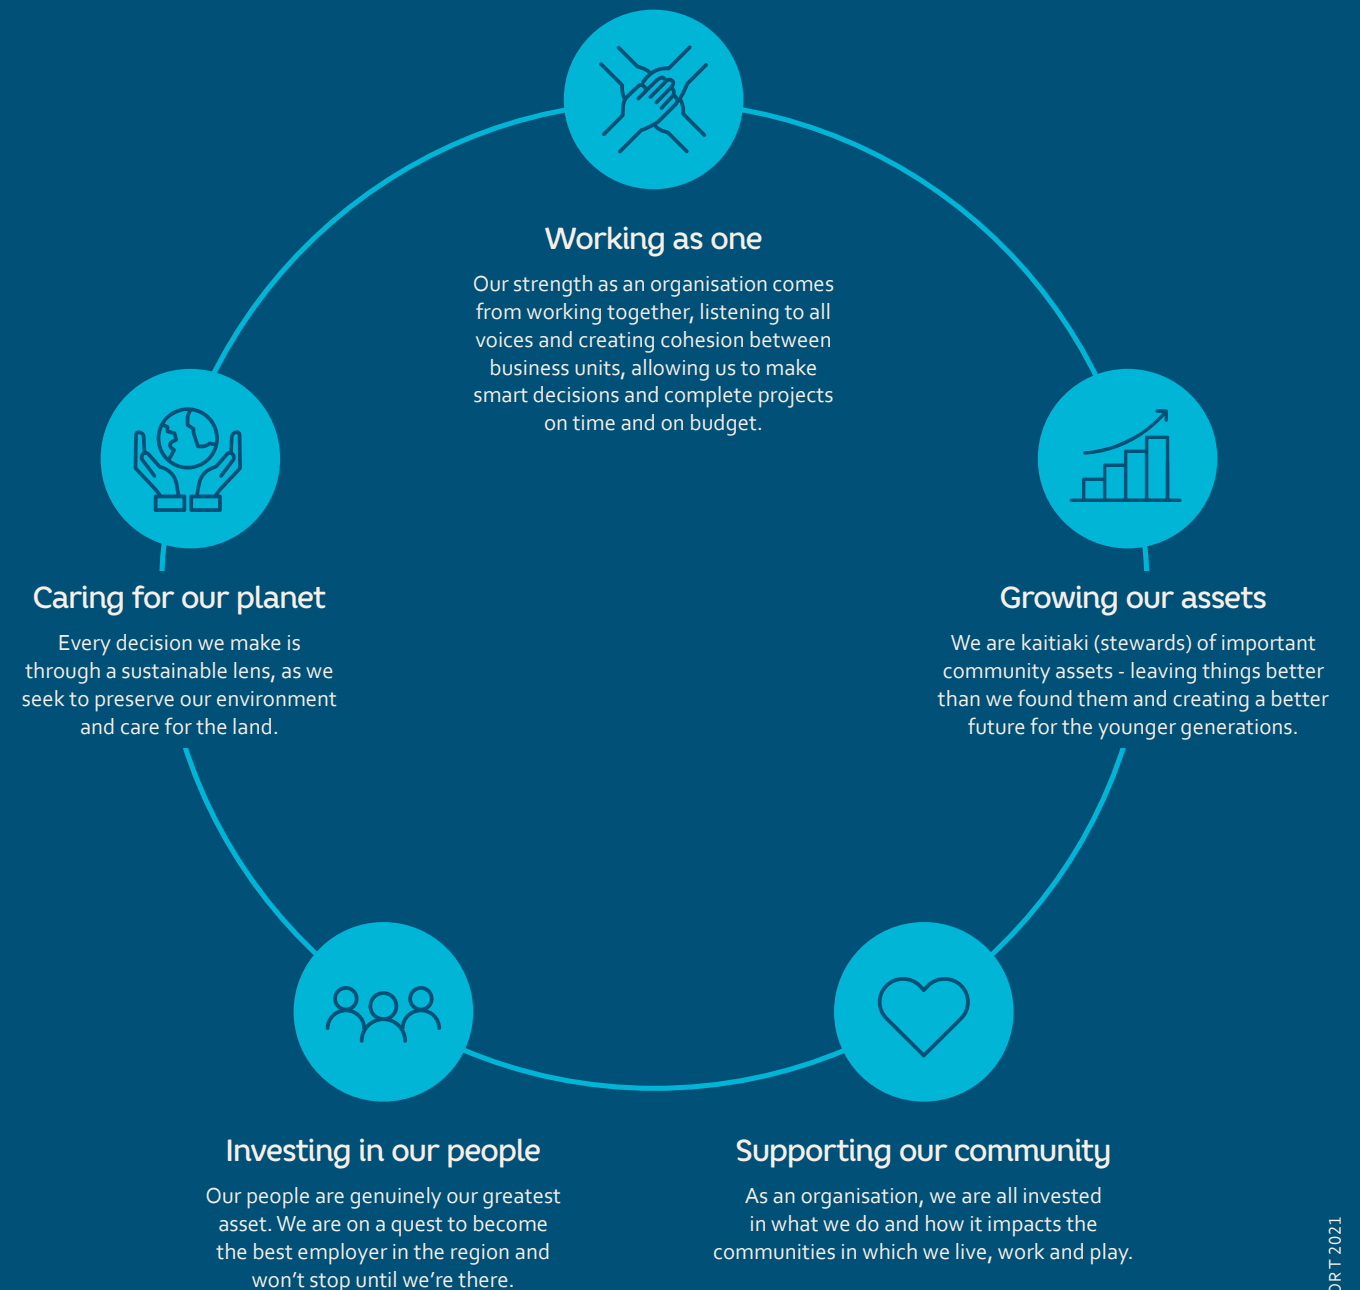 Working as one
Our strength as an organisation comes
from working together, listening to all
voices and creating cohesion between
business units, allowing us to make
smart decisions and complete projects
on time and on budget.
Caring for our planet
Every decision we make is
through a sustainable lens, as we
seek to preserve our environment
and care for the land.
Growing our assets
We are kaitiaki (stewards) of important
community assets - leaving things better
than we found them and creating a better
future for the younger generations.
Investing in our people
Our people are genuinely our greatest
asset. We are on a quest to become
the best employer in the region and
won’t stop until we’re there.
Supporting our community
As an organisation, we are all invested
in what we do and how it impacts the
communities in which we live, work and play.
2021